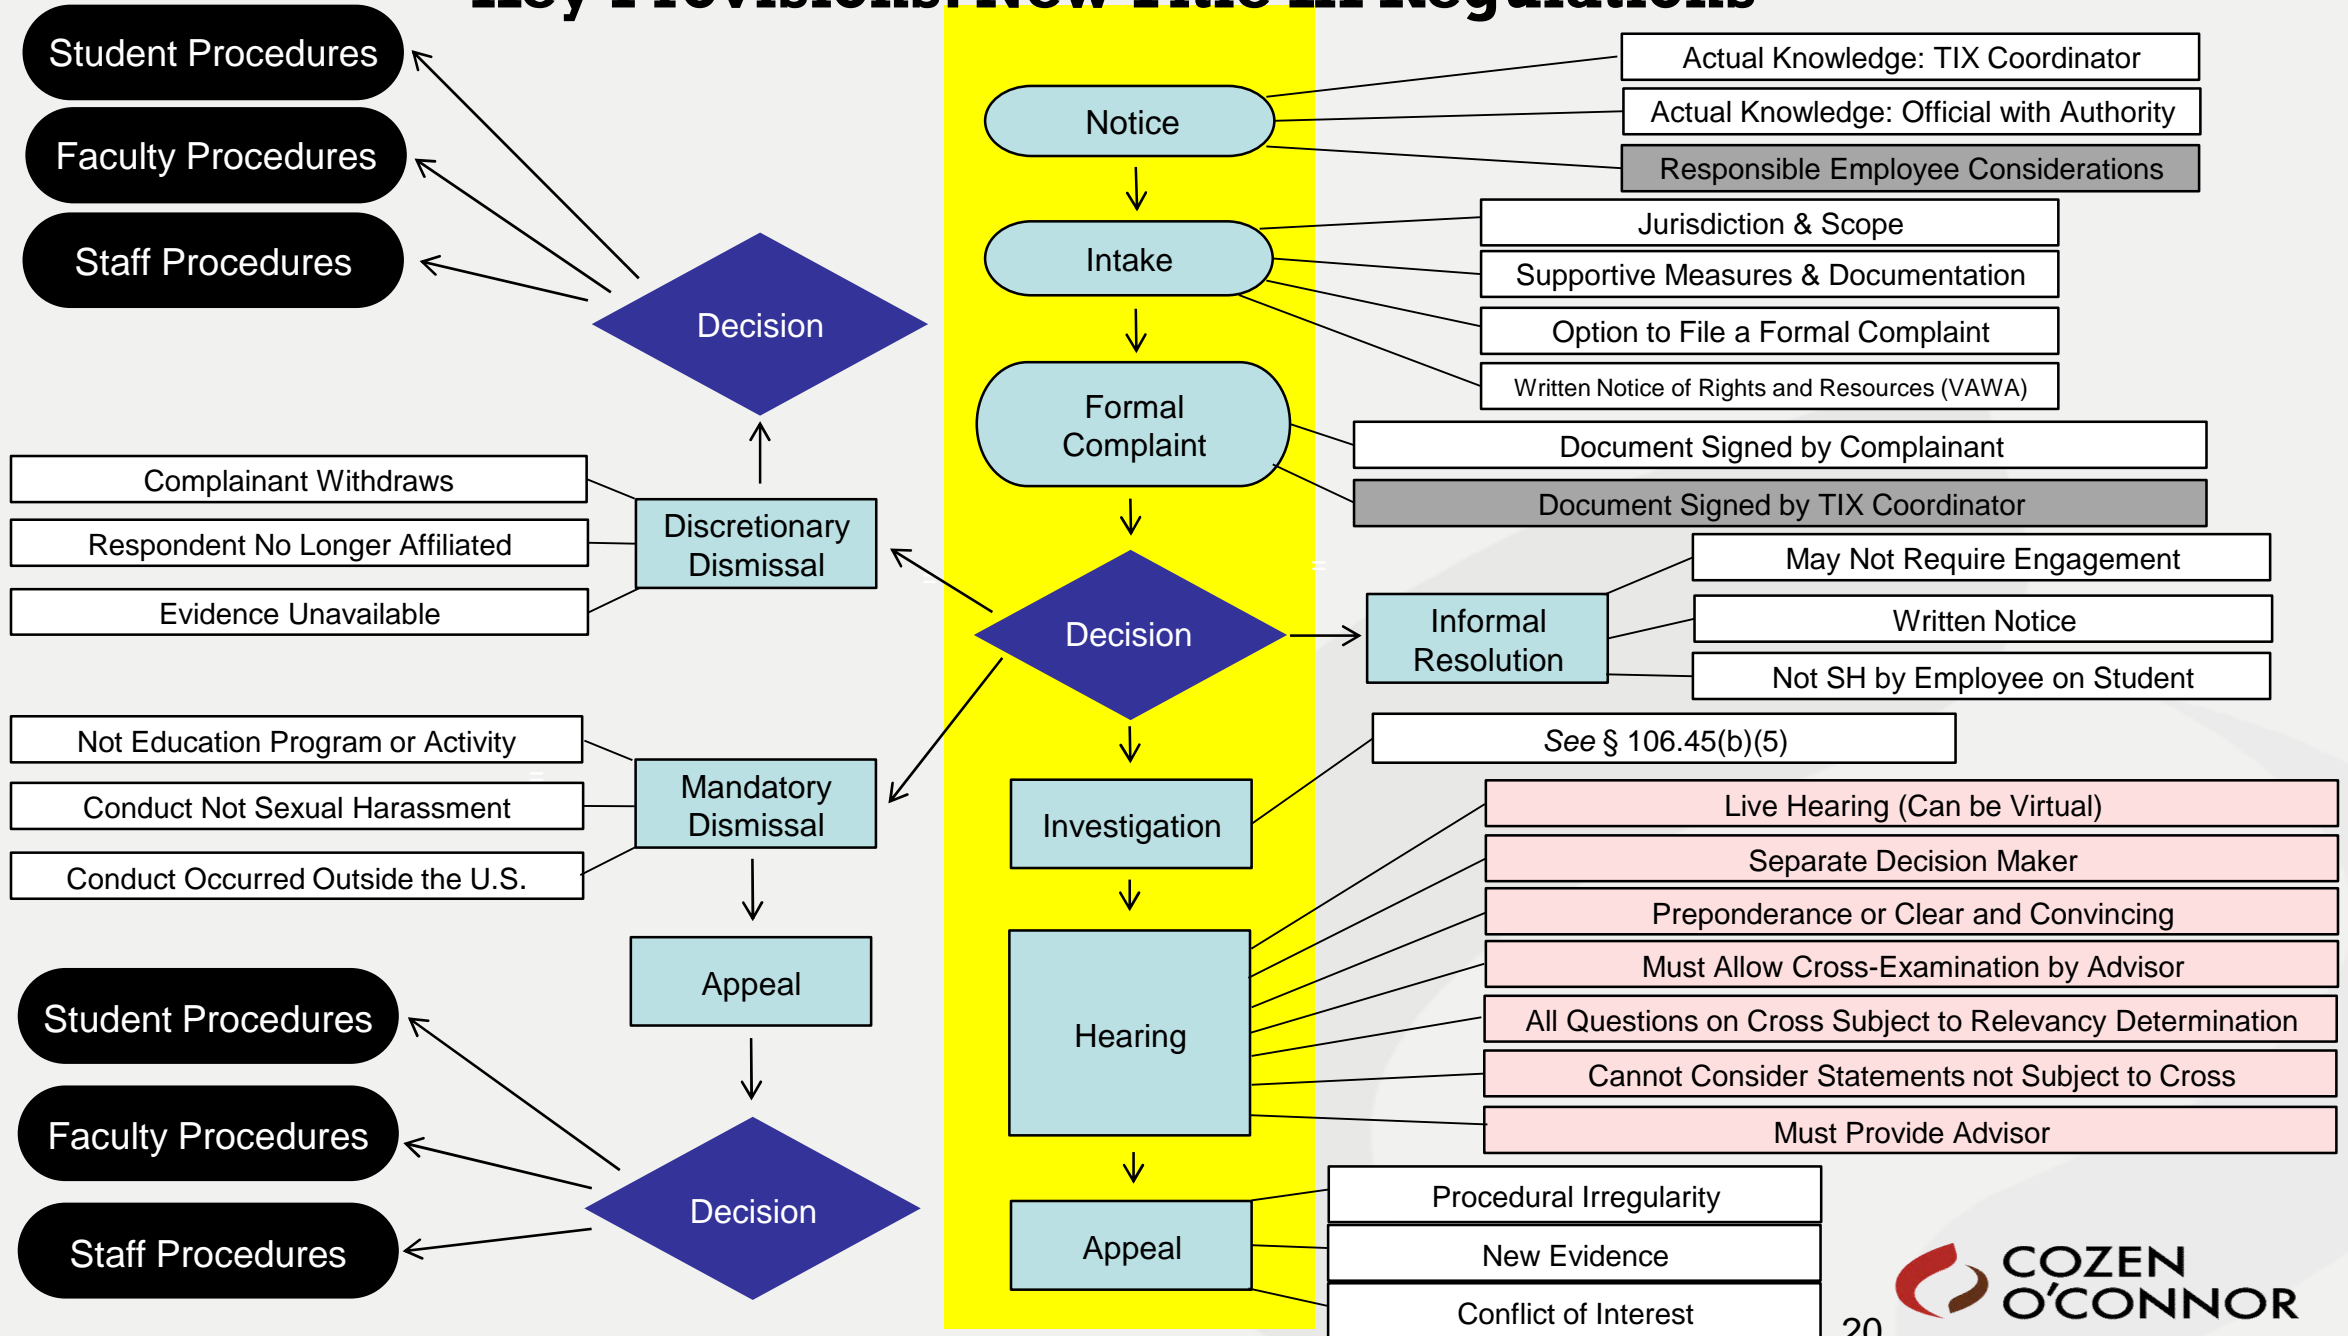 Key Provisions: New Title IX Regulations
Student Procedures
Faculty Procedures
Staff Procedures
Decision
Complainant Withdraws
Respondent No Longer Affiliated
Evidence Unavailable
Discretionary
Dismissal
Not Education Program or Activity
Conduct Not Sexual Harassment
Conduct Occurred Outside the U.S.
Mandatory
Dismissal
Appeal
Student Procedures
Faculty Procedures
Staff Procedures
Decision
Notice
Actual Knowledge: TIX Coordinator
Actual Knowledge: Official with Authority
Responsible Employee Considerations
Intake
Jurisdiction & Scope
Supportive Measures & Documentation
Option to File a Formal Complaint
Written Notice of Rights and Resources (VAWA)
Formal
Complaint
Document Signed by Complainant
Document Signed by TIX Coordinator
Decision
Informal
Resolution
May Not Require Engagement
Written Notice
Not SH by Employee on Student
Investigation
See § 106.45(b)(5)
Hearing
Live Hearing (Can be Virtual)
Separate Decision Maker
Preponderance or Clear and Convincing
Must Allow Cross-Examination by Advisor
All Questions on Cross Subject to Relevancy Determination
Cannot Consider Statements not Subject to Cross
Must Provide Advisor
Appeal
Procedural Irregularity
New Evidence
Conflict of Interest
20
COZEN
O'CONNOR